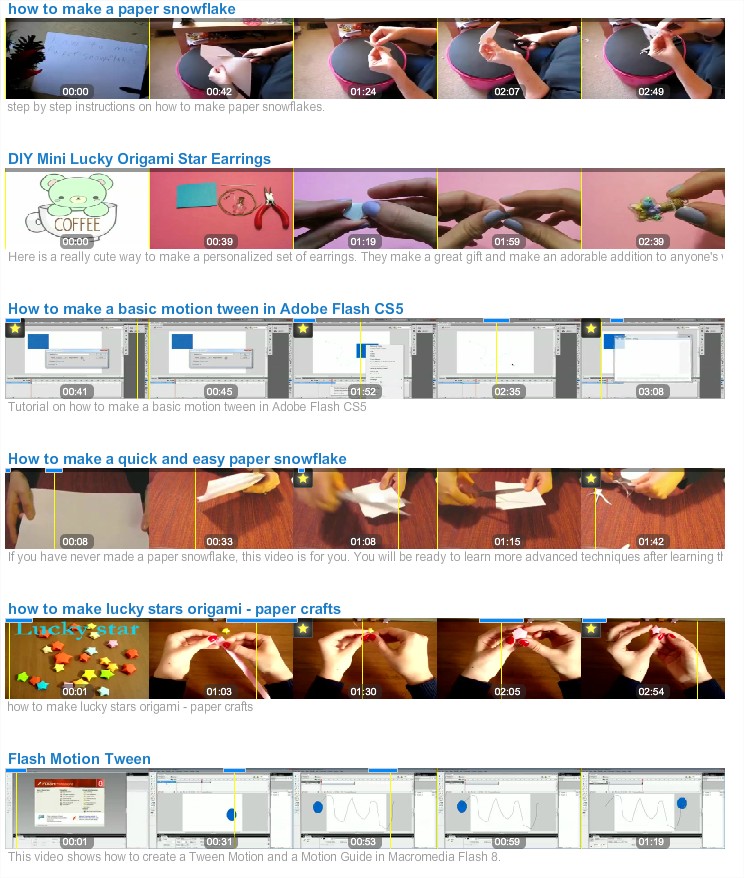 how to make a paper snowflake
00:00 00:42 01:24 02:07 02:49
step by step instructions on how to make paper snowflakes.
DIY Mini Lucky Origami Star Earrings
COFFEE
00:00 00:39 01:19 01:59 02:39
Here is a really cute way to make a personalized set of earrings. They make a great gift and make an adorable addition to anyone's
How to make a basic motion tween in Adobe Flash CS5
00:41 00:45 01:52 02:35 03:08
Tutorial on how to make a basic motion tween in Adobe Flash CS5
How to make a quick and easy paper snowflake
00:08 00:33 01:08 01:15 01:42
If you have never made a paper snowflake, this video is for you. You will be ready to learn more advanced techniques after learning th
how to make lucky stars origami - paper crafts
Lucky star
00:01 01:03 01:30 02:05 02:54
how to make lucky stars origami - paper crafts
Flash Motion Tween
00:01 00:31 00:53 00:59 01:19
This video shows how to create a Tween Motion and a Motion Guide in Macromedia Flash 8.